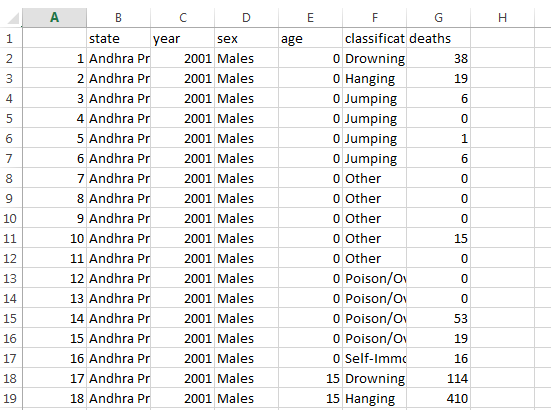 A B C D E F G H
1 state year sex age classificat deaths
2 1 Andhra Pr 2001 Males 0 Drowning 38
3 2 Andhra Pr 2001 Males 0 Hanging 19
4 3 Andhra Pr 2001 Males 0 Jumping 6
5 4 Andhra Pr 2001 Males 0 Jumping 0
6 5 Andhra Pr 2001 Males 0 Jumping 1
7 6 Andhra Pr 2001 Males 0 Jumping 6
8 7 Andhra Pr 2001 Males 0 Other 0
9 8 Andhra Pr 2001 Males 0 Other 0
10 9 Andhra Pr 2001 Males 0 Other 0
11 10 Andhra Pr 2001 Males 0 Other 15
12 11 Andhra Pr 2001 Males 0 Other 0
13 12 Andhra Pr 2001 Males 0 Poison/Ov 0
14 13 Andhra Pr 2001 Males 0 Poison/Ov 0
15 14 Andhra Pr 2001 Males 0 Poison/Ov 53
16 15 Andhra Pr 2001 Males 0 Poison/Ov 19
17 16 Andhra Pr 2001 Males 0 Self-Immo 16
18 17 Andhra Pr 2001 Males 15 Drowning 114
19 18 Andhra Pr 2001 Males 15 Hanging 410